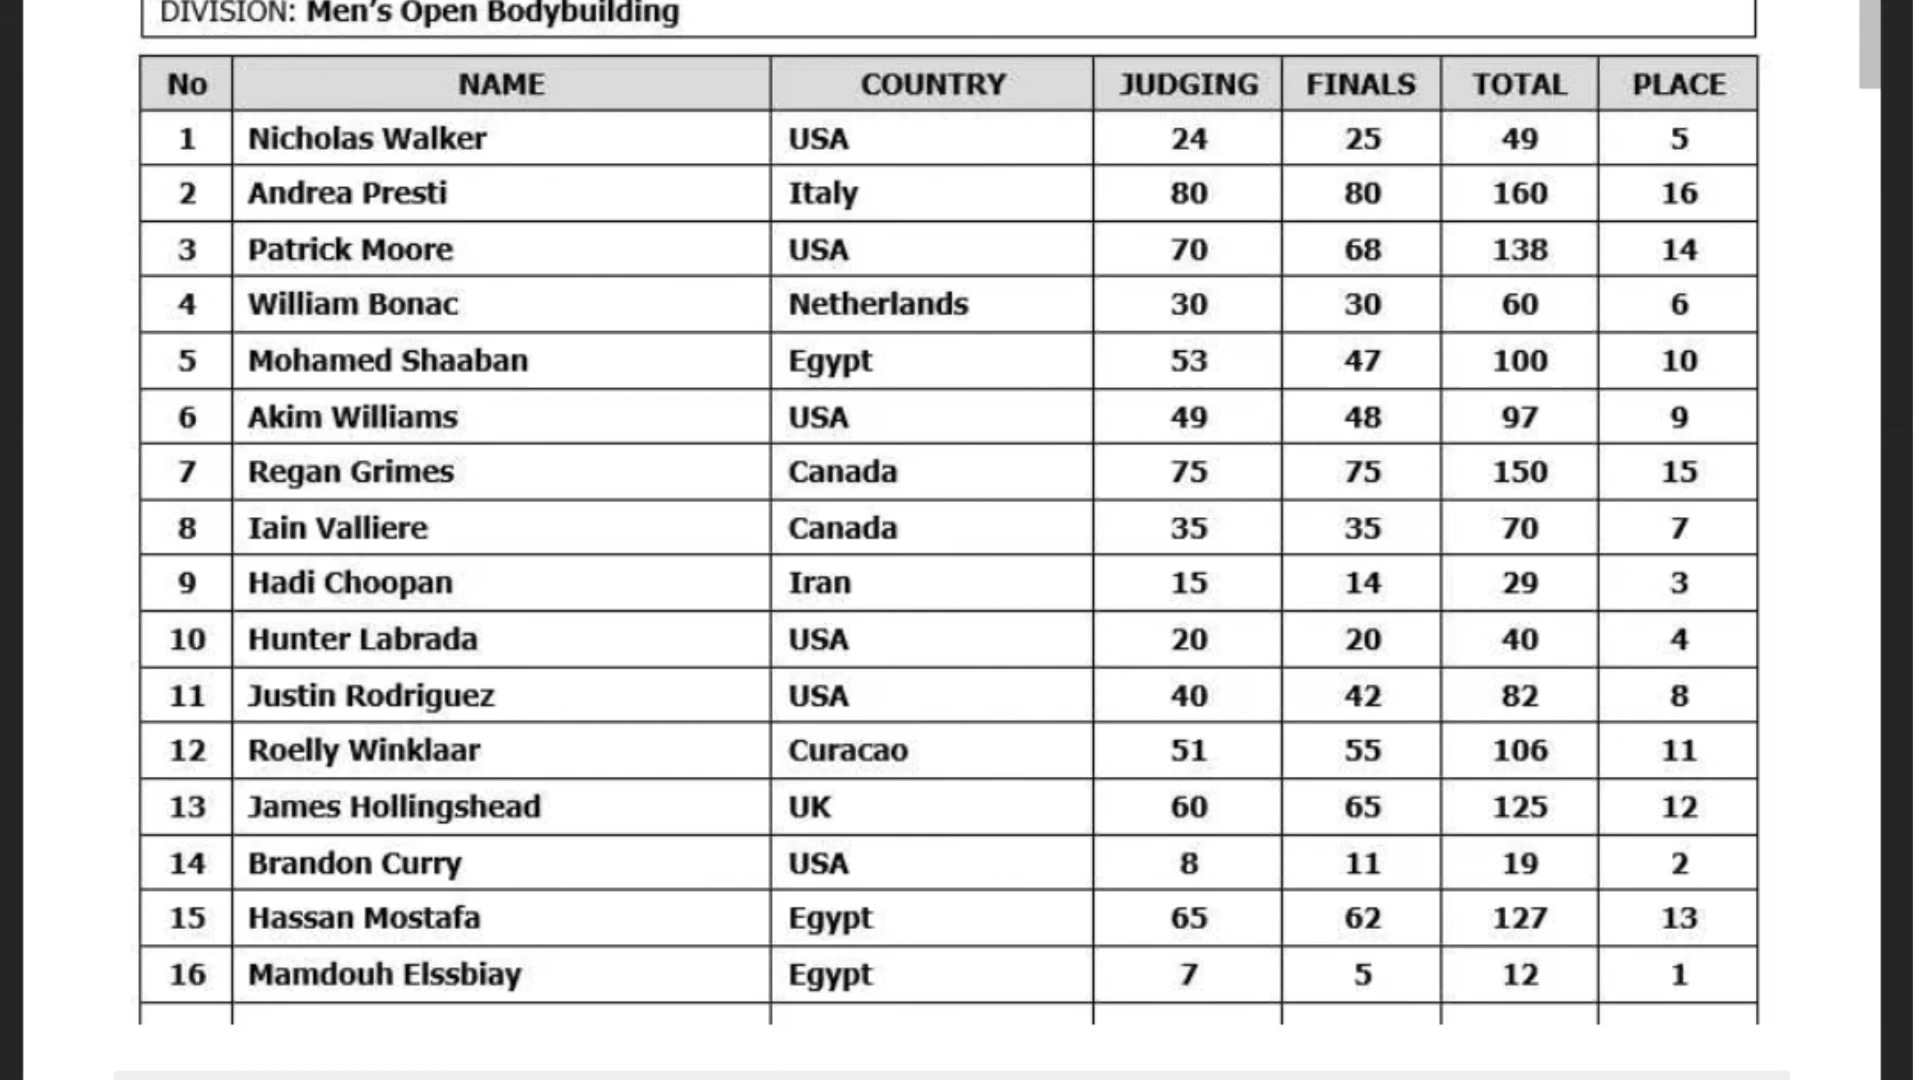 DIVISION: Men's Open Bodybuilding
No NAME COUNTRY JUDGING FINALS TOTAL PLACE
1 Nicholas Walker USA 24 25 49 5
2 Andrea Presti Italy 80 80 160 16
3 Patrick Moore USA 70 68 138 14
4 William Bonac Netherlands 30 30 60 6
5 Mohamed Shaaban Egypt 53 47 100 10
6 Akim Williams USA 49 48 97 9
7 Regan Grimes Canada 75 75 150 15
8 Iain Valliere Canada 35 35 70 7
9 Hadi Choopan Iran 15 14 29 3
10 Hunter Labrada USA 20 20 40 4
11 Justin Rodriguez USA 40 42 82 8
12 Roelly Winklaar Curacao 51 55 106 11
13 James Hollingshead UK 60 65 125 12
14 Brandon Curry USA 8 11 19 2
15 Hassan Mostafa Egypt 65 62 127 13
16 Mamdouh Elssbiay Egypt 7 5 12 1